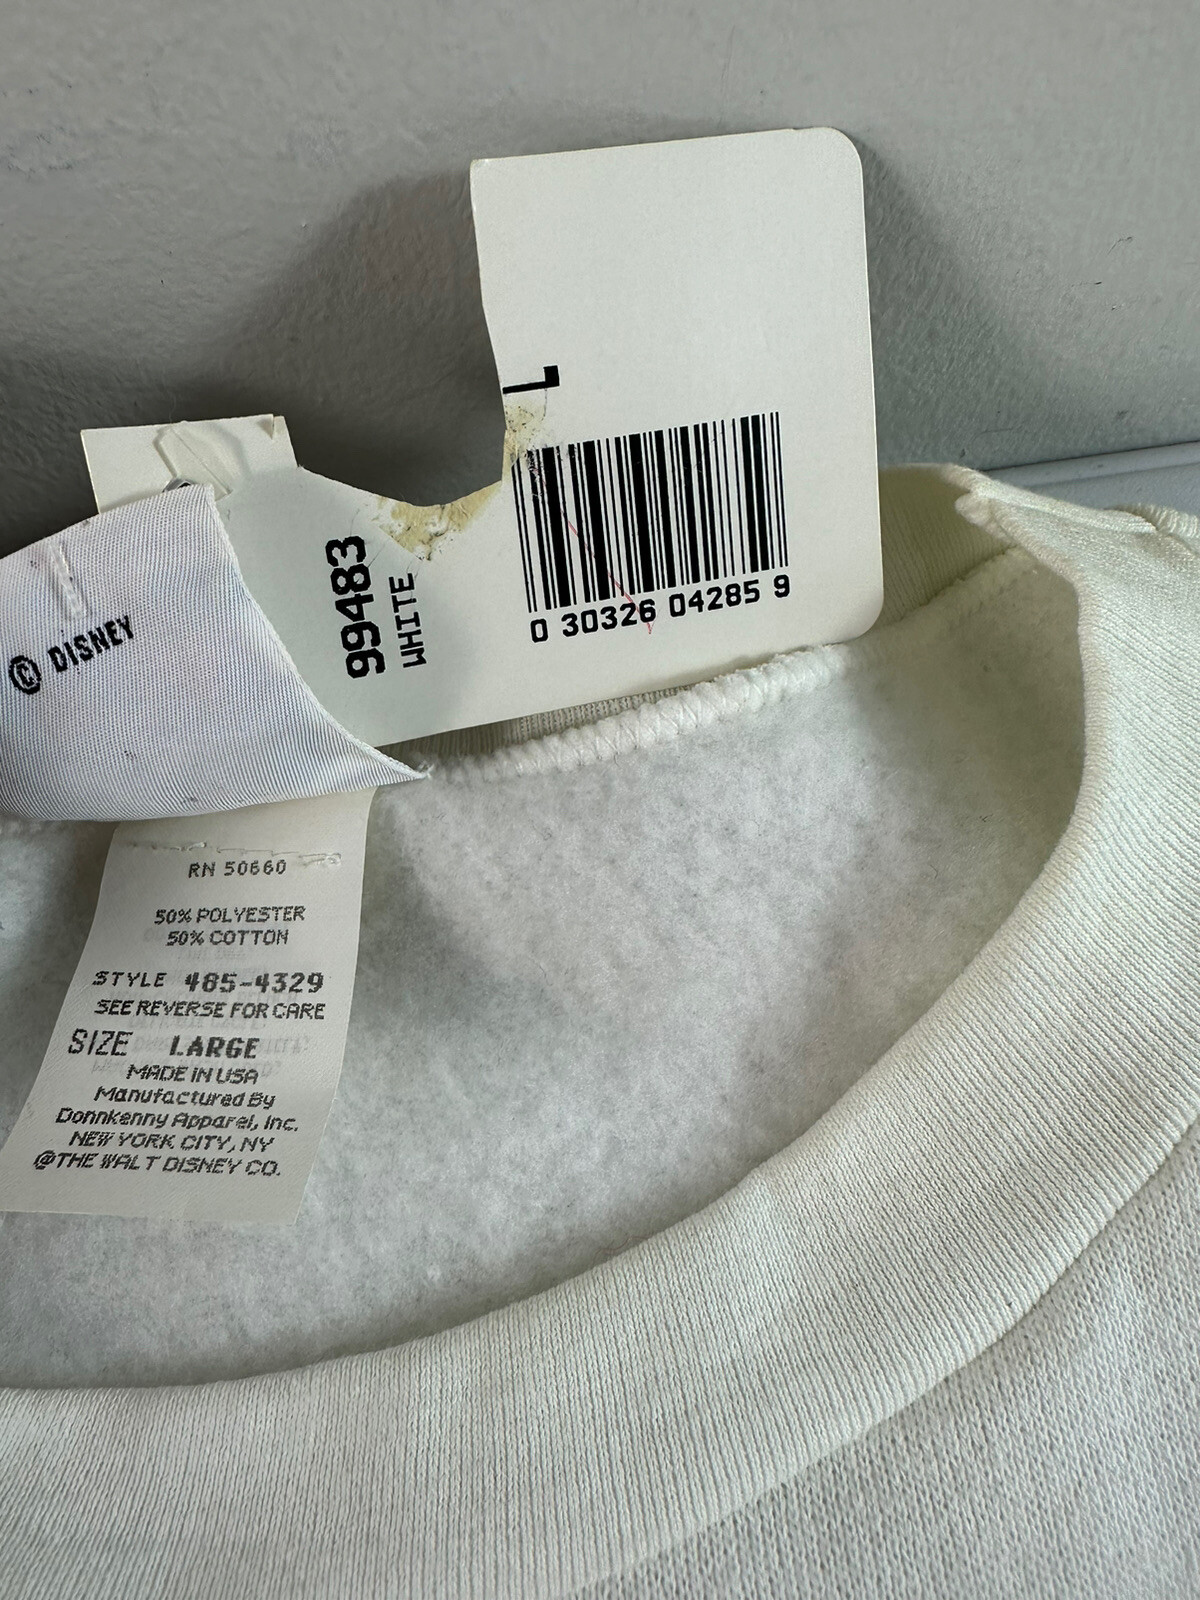 L
99483
WHITE
0 30326 04285 9
© DISNEY
RN 50660
50% POLYESTER
50% COTTON
STYLE 485-4329
SEE REVERSE FOR CARE
SIZE LARGE
MADE IN USA
Manufactured By
Donnkenny Apparel, Inc.
NEW YORK CITY, NY
@THE WALT DISNEY CO.